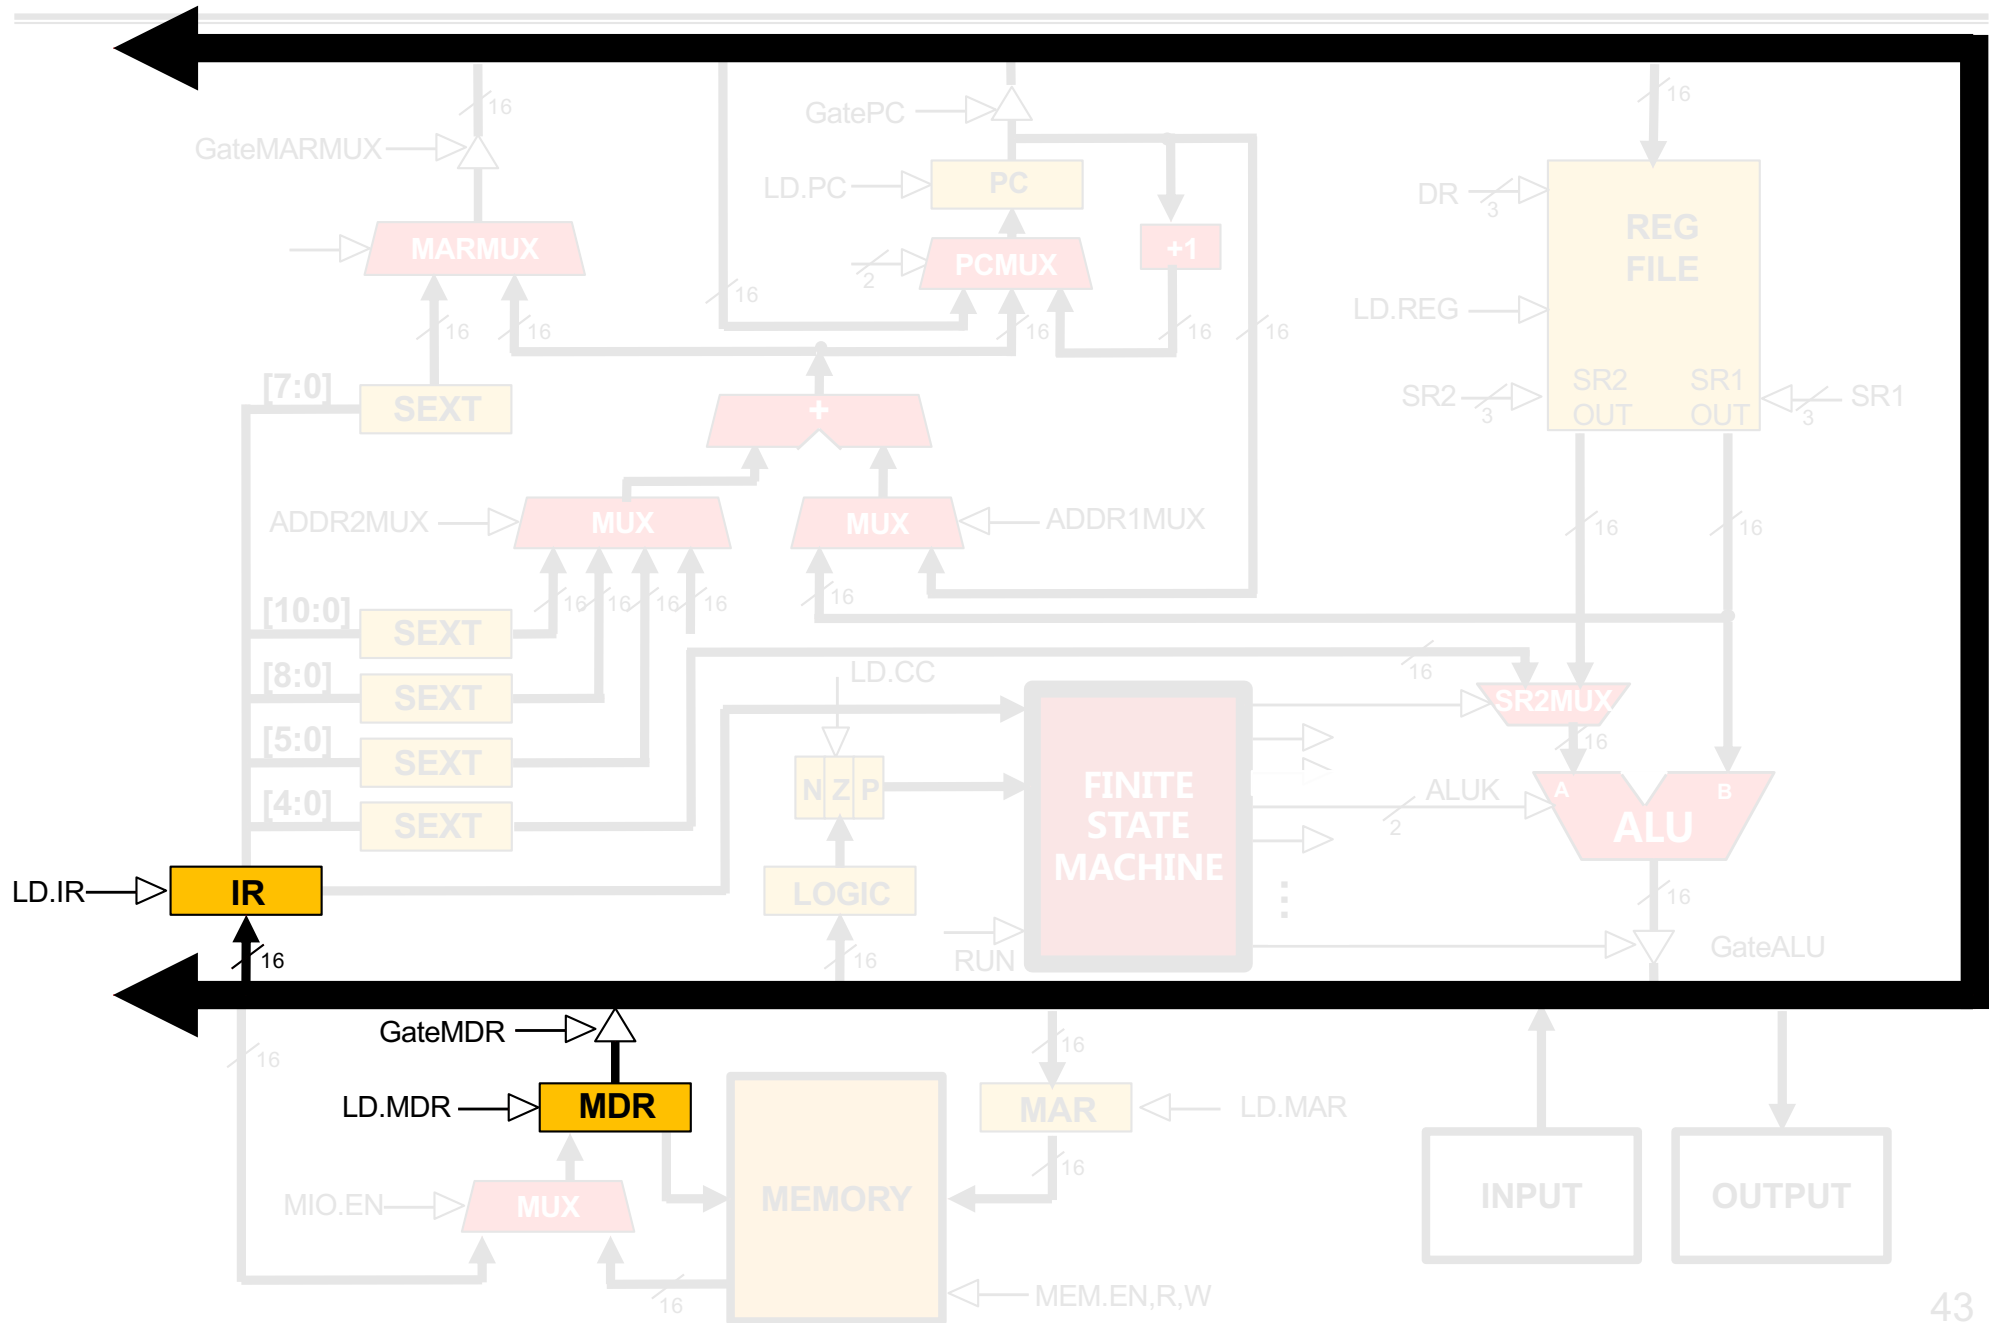 16
GatePC
16
GateMARMUX
LD.PC
PC
DR
3
REG
FILE
MARMUX
PCMUX
2
+1
16
LD.REG
16
16
16
16
16
[7:0]
SEXT
+
SR2
3
SR2
OUT
SR1
OUT
3
SR1
ADDR2MUX
MUX
MUX
ADDR1MUX
16
16
16
16
16
16
16
[10:0]
SEXT
[8:0]
SEXT
LD.CC
16
SR2MUX
[5:0]
SEXT
16
N Z P
FINITE
STATE
MACHINE
ALUK
2
A
B
ALU
[4:0]
SEXT
LD.IR
IR
LOGIC
16
16
16
RUN
GateALU
GateMDR
16
16
LD.MDR
MDR
MAR
LD.MAR
16
MIO.EN
MUX
MEMORY
INPUT
OUTPUT
16
MEM.EN,R,W
43